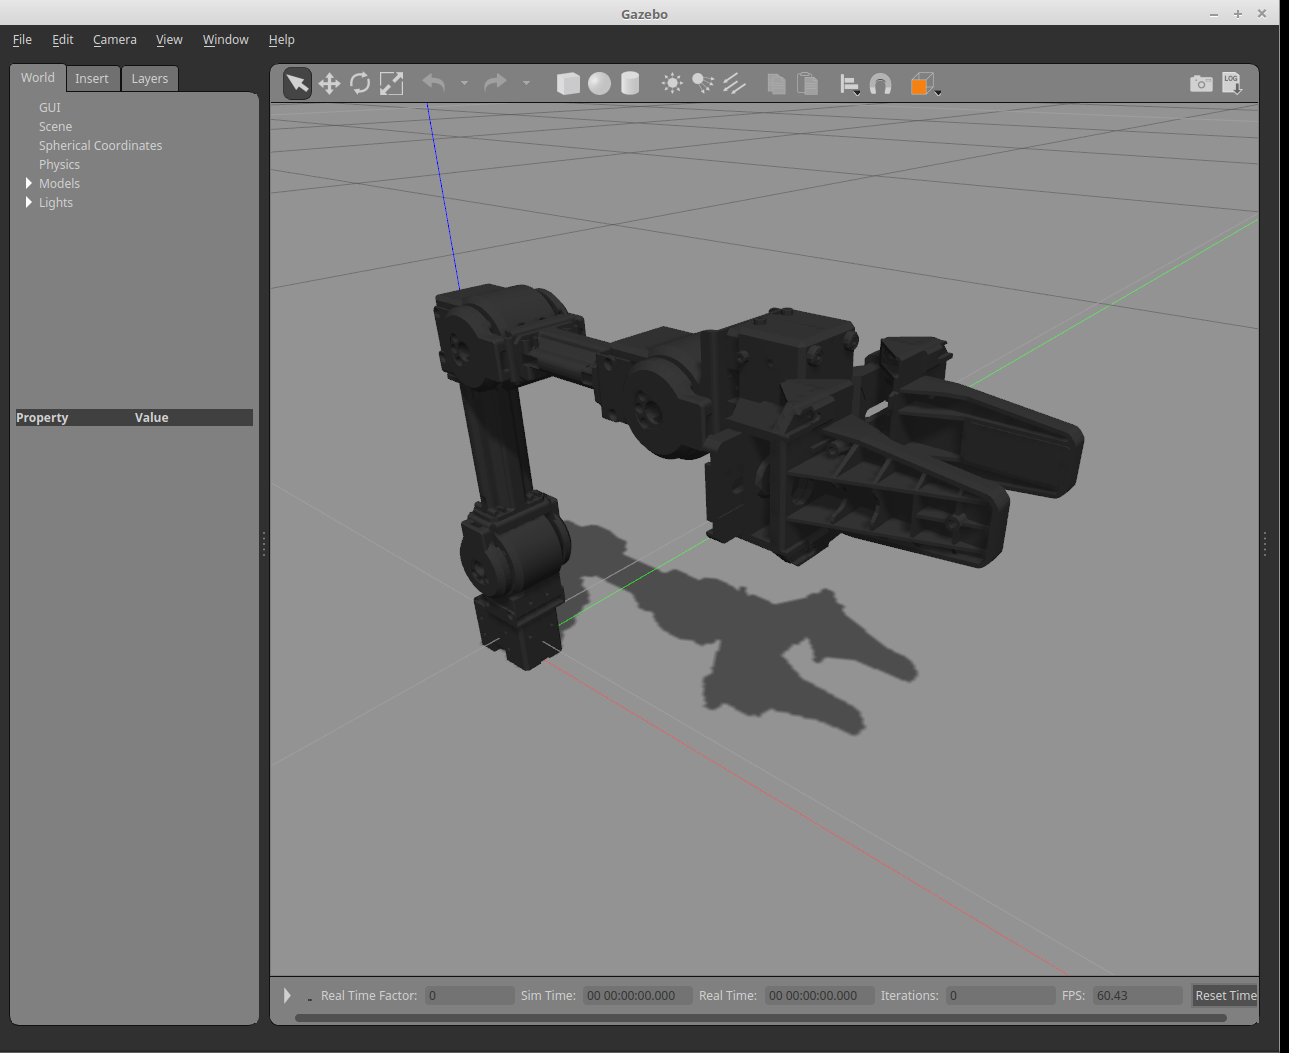 Gazebo
File Edit Camera View Window Help
World Insert Layers
LOG
GUI
Scene
Spherical Coordinates
Physics
Models
Lights
Property Value
Real Time Factor: 0 Sim Time: 00 00:00:00.000 Real Time: 00 00:00:00.000 Iterations: 0 FPS: 60.43 Reset Time